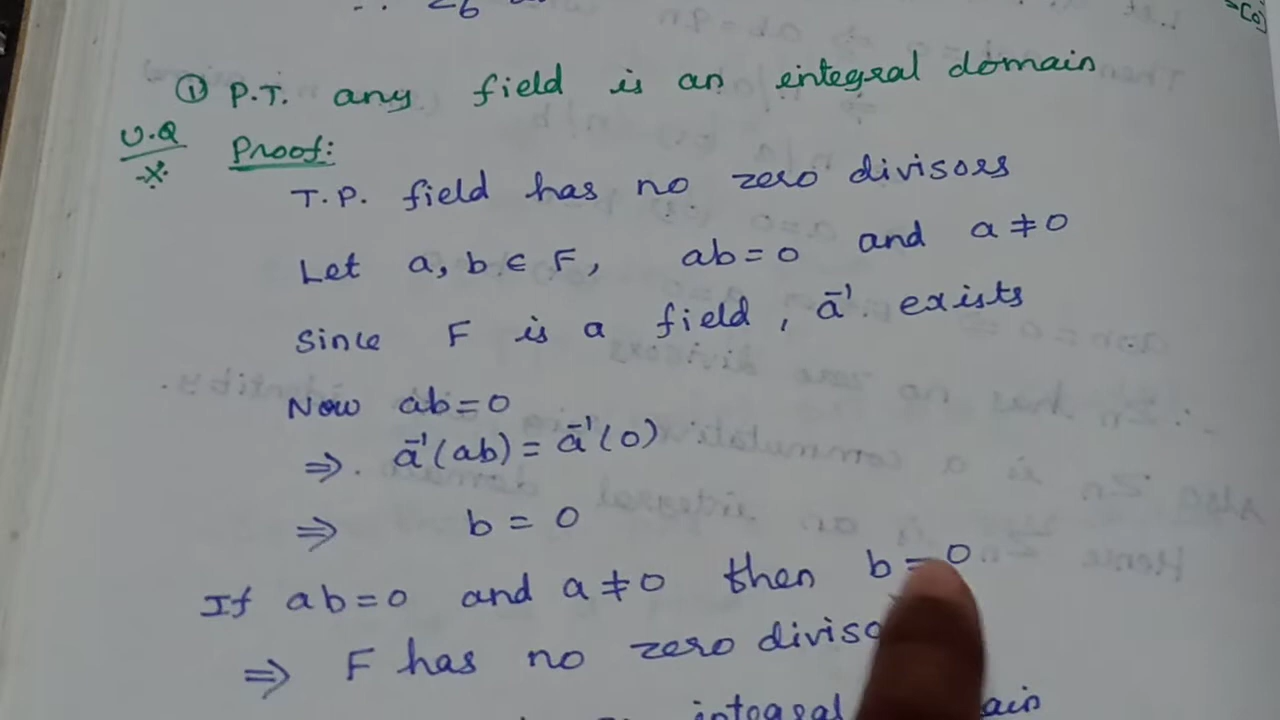 ① P.T. any field is an integral domain
U.Q
Proof:
T.P. field has no zero divisors
Let a, b ∈ F, ab = 0 and a ≠ 0
Since F is a field, a⁻¹ exists
Now ab = 0
⇒ a⁻¹(ab) = a⁻¹(0)
⇒ b = 0
If ab = 0 and a ≠ 0 then b = 0
⇒ F has no zero